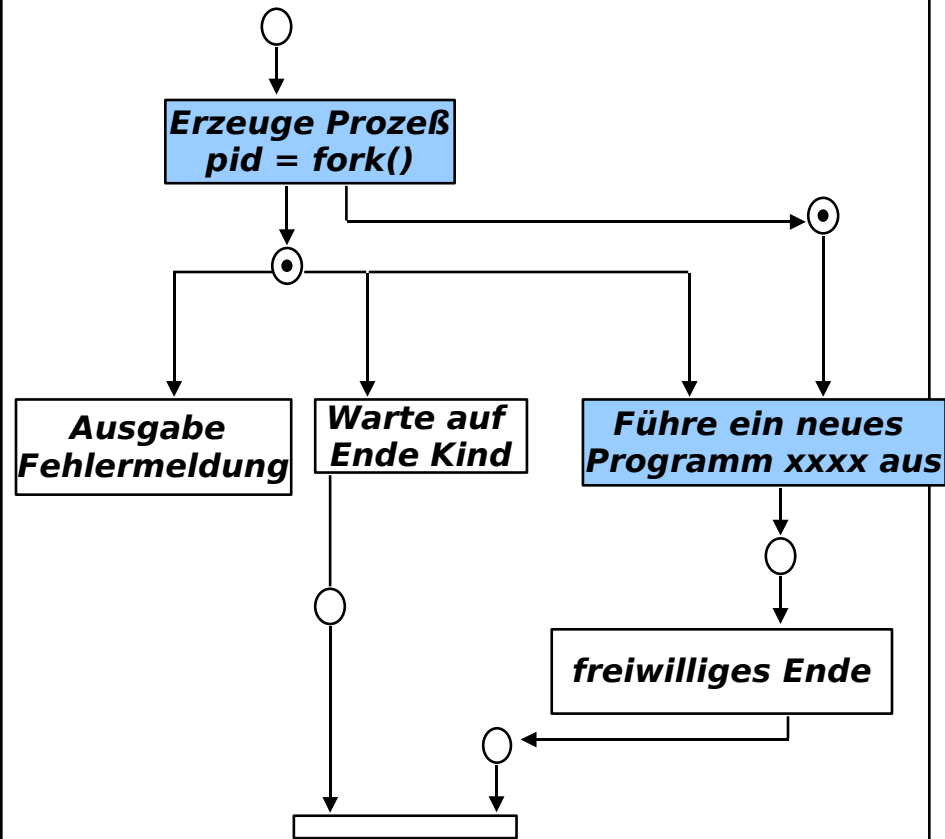 Erzeuge Prozeß
pid = fork()
Ausgabe
Fehlermeldung
Warte auf
Ende Kind
Führe ein neues
Programm xxxx aus
freiwilliges Ende